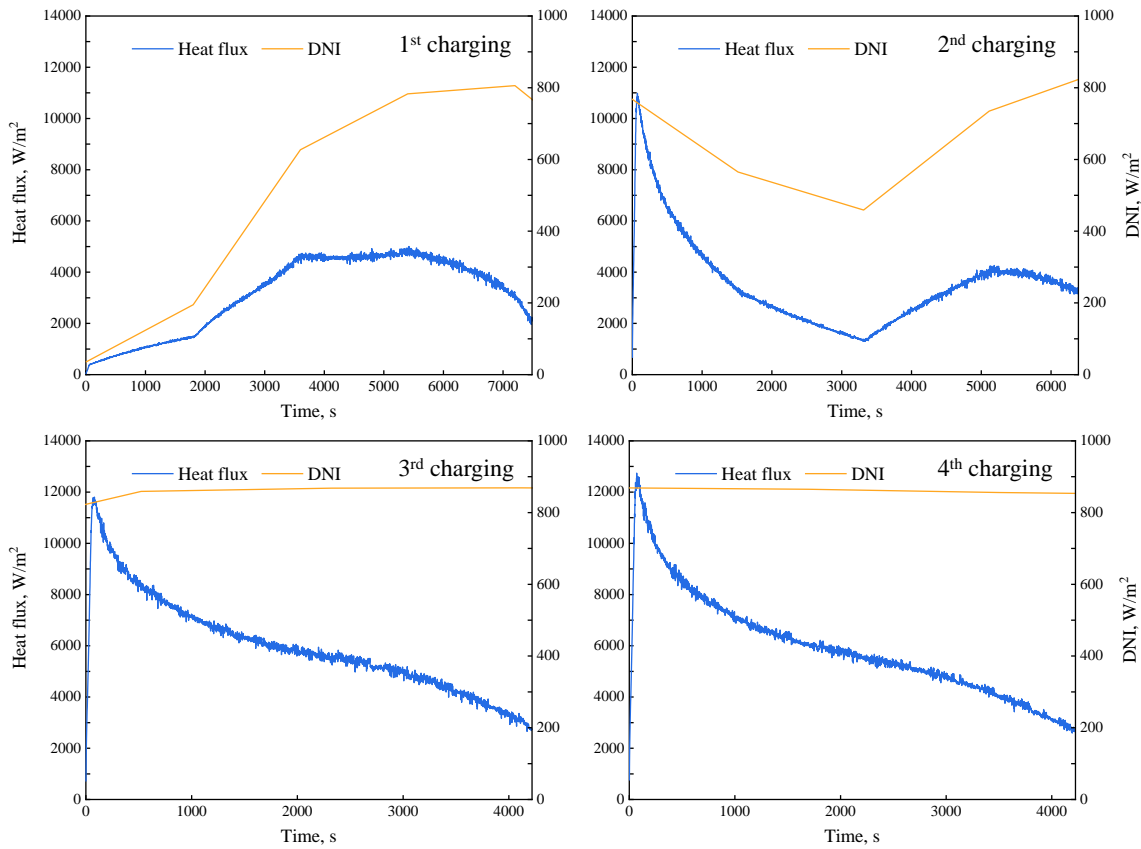 14000
12000
10000
8000
6000
4000
2000
0
Heat flux, W/m²
Heat flux
DNI
1st charging
1000
800
600
400
200
0
0 1000 2000 3000 4000 5000 6000 7000
Time, s
14000
12000
10000
8000
6000
4000
2000
0
Heat flux
DNI
2nd charging
1000
800
600
400
200
0
DNI, W/m²
0 1000 2000 3000 4000 5000 6000
Time, s
14000
12000
10000
8000
6000
4000
2000
0
Heat flux, W/m²
Heat flux
DNI
3rd charging
1000
800
600
400
200
0
0 1000 2000 3000 4000
Time, s
14000
12000
10000
8000
6000
4000
2000
0
Heat flux
DNI
4th charging
1000
800
600
400
200
0
DNI, W/m²
0 1000 2000 3000 4000
Time, s